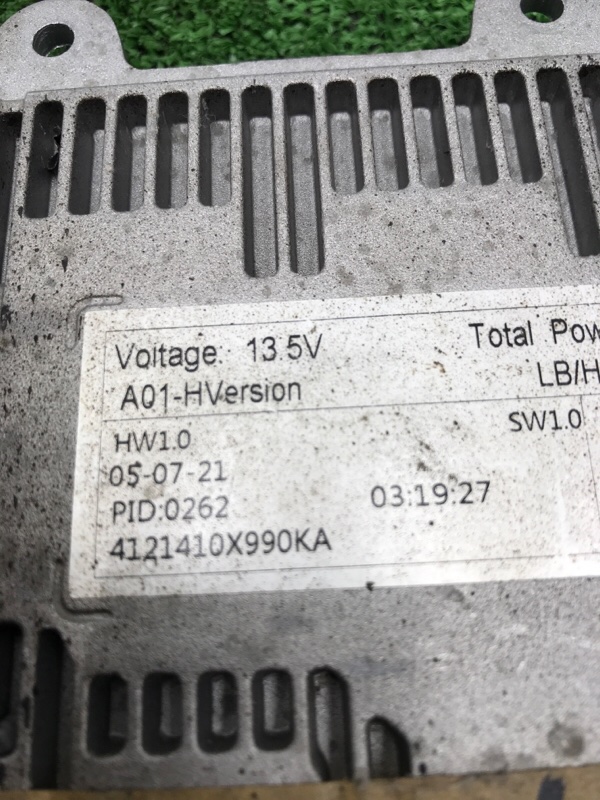 Voltage: 13.5V Total Pow
A01-HVersion LB/H
HW1.0 SW1.0
05-07-21
PID:0262 03:19:27
4121410X990KA